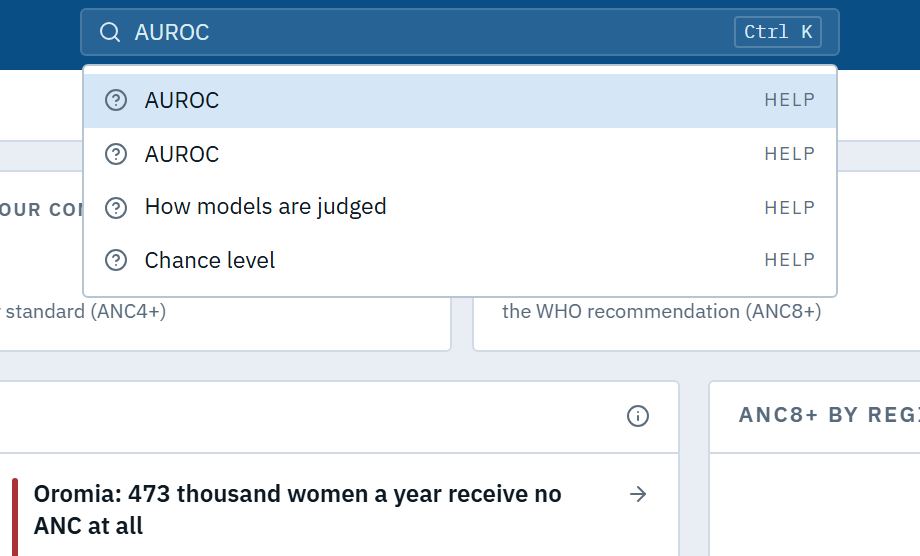 AUROC
Ctrl K
AUROC HELP
AUROC HELP
How models are judged HELP
Chance level HELP
OUR
standard (ANC4+)
the WHO recommendation (ANC8+)
ANC8+ BY
Oromia: 473 thousand women a year receive no
ANC at all